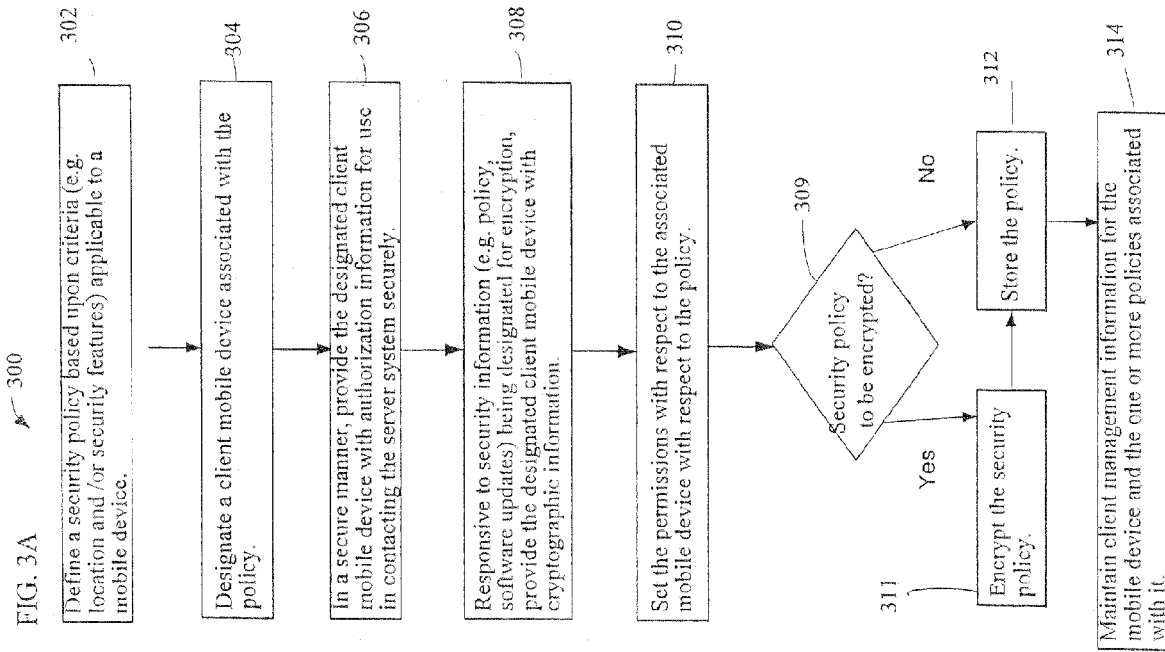 FIG. 3A
300
302
Define a security policy based upon criteria (e.g.
location and /or security features) applicable to a
mobile device.
304
Designate a client mobile device associated with the
policy.
306
In a secure manner, provide the designated client
mobile device with authorization information for use
in contacting the server system securely.
308
Responsive to security information (e.g. policy,
software updates) being designated for encryption,
provide the designated client mobile device with
cryptographic information.
310
Set the permissions with respect to the associated
mobile device with respect to the policy.
309
Security policy
to be encrypted?
Yes
No
311
Encrypt the security
policy.
312
Store the policy.
314
Maintain client management information for the
mobile device and the one or more policies associated
with it.